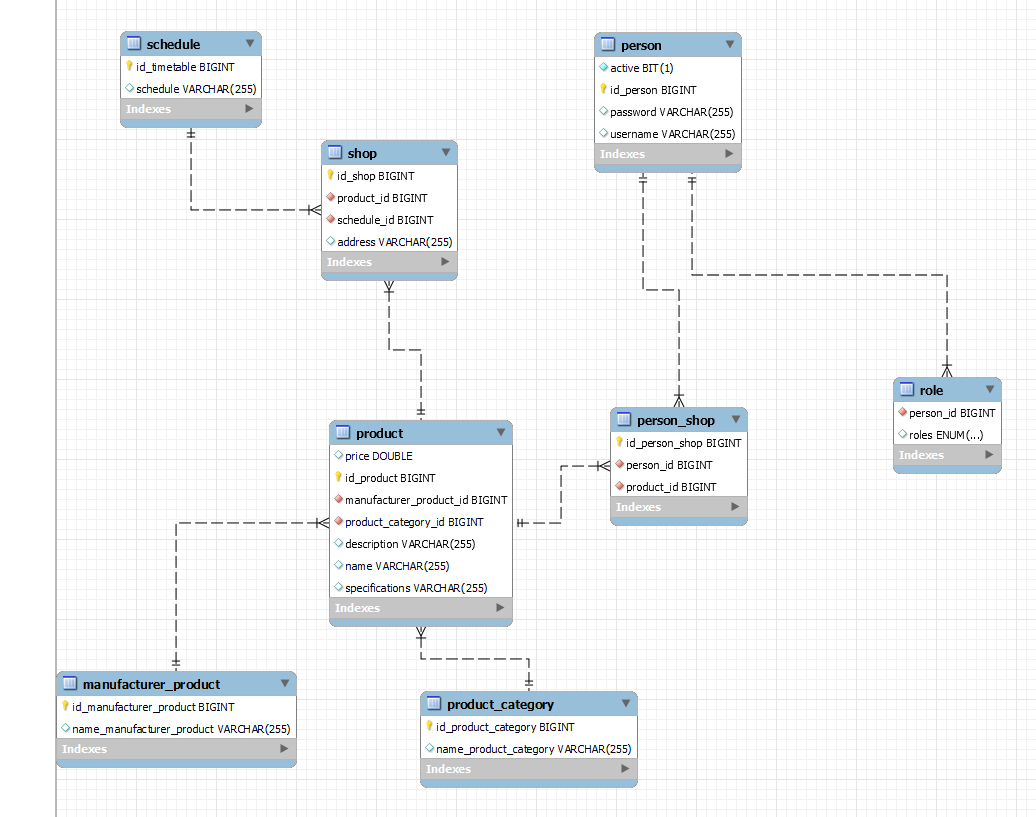 schedule
id_timetable BIGINT
schedule VARCHAR(255)
Indexes
person
active BIT(1)
id_person BIGINT
password VARCHAR(255)
username VARCHAR(255)
Indexes
shop
id_shop BIGINT
product_id BIGINT
schedule_id BIGINT
address VARCHAR(255)
Indexes
role
person_id BIGINT
roles ENUM(...)
Indexes
person_shop
id_person_shop BIGINT
person_id BIGINT
product_id BIGINT
Indexes
product
price DOUBLE
id_product BIGINT
manufacturer_product_id BIGINT
product_category_id BIGINT
description VARCHAR(255)
name VARCHAR(255)
specifications VARCHAR(255)
Indexes
manufacturer_product
id_manufacturer_product BIGINT
name_manufacturer_product VARCHAR(255)
Indexes
product_category
id_product_category BIGINT
name_product_category VARCHAR(255)
Indexes